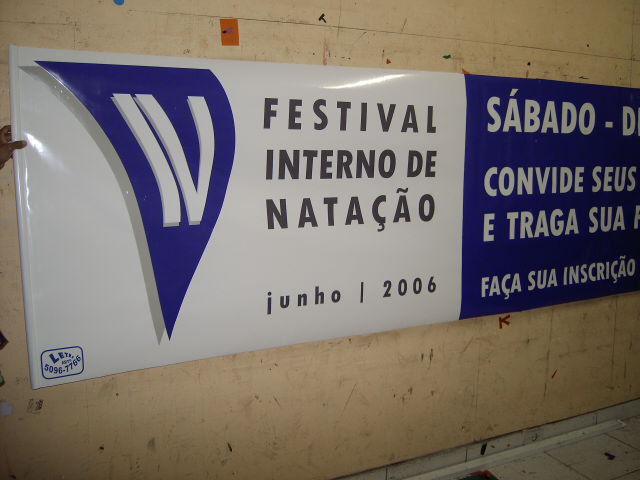 IV
FESTIVAL
INTERNO DE
NATAÇÃO
junho | 2006
SÁBADO - D
CONVIDE SEUS
E TRAGA SUA F
FAÇA SUA INSCRIÇÃO
5096-7766